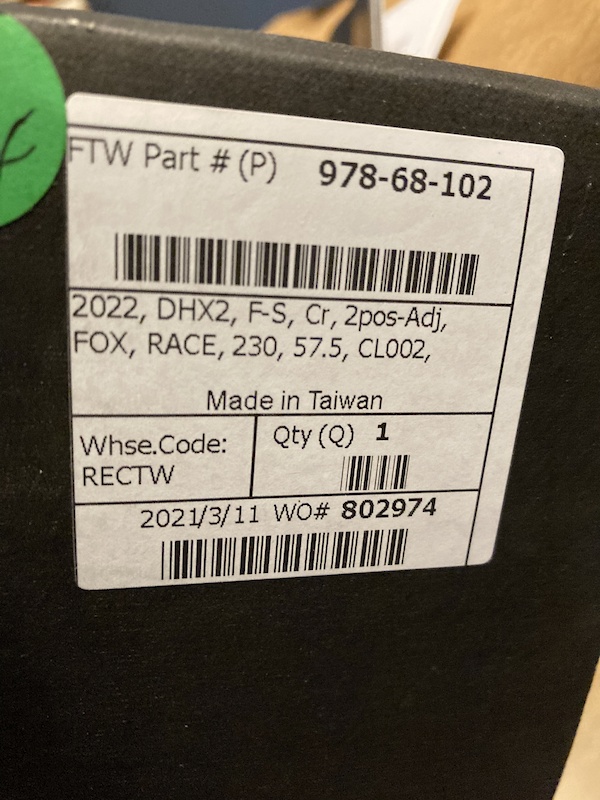 FTW Part # (P) 978-68-102
2022, DHX2, F-S, Cr, 2pos-Adj,
FOX, RACE, 230, 57.5, CL002,
Made in Taiwan
Whse.Code:
RECTW
Qty (Q) 1
2021/3/11 WO# 802974